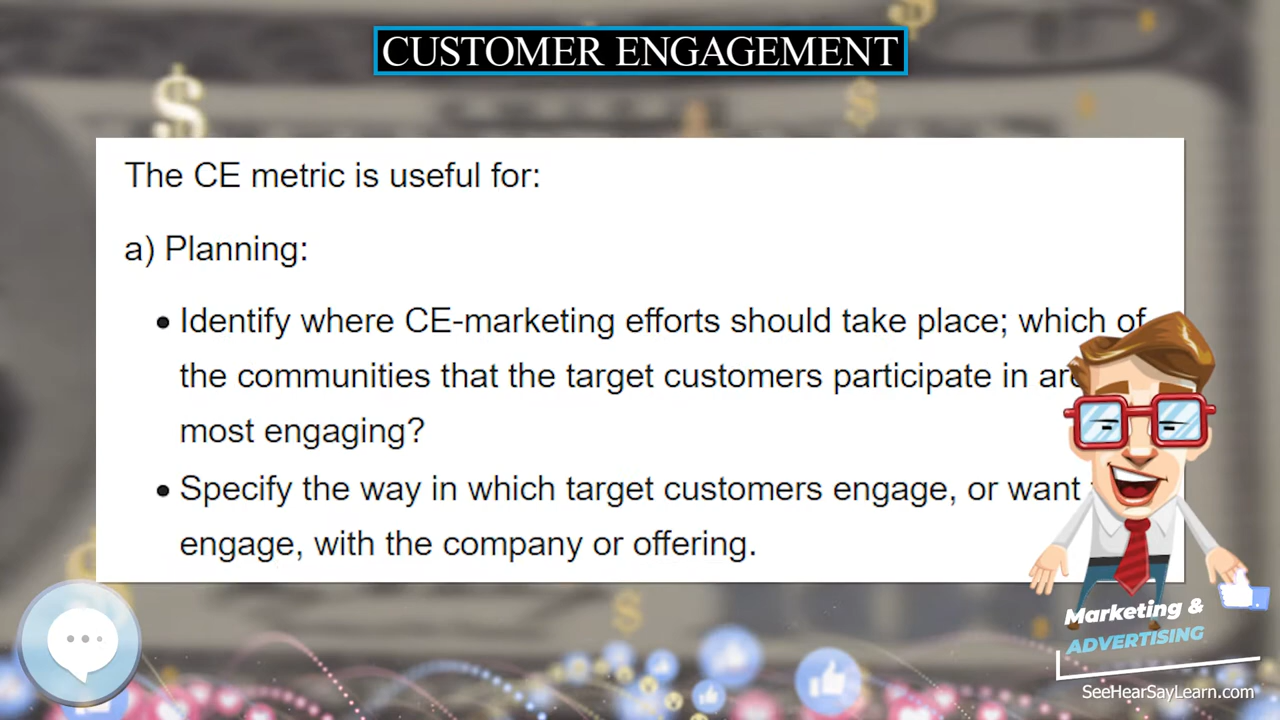 CUSTOMER ENGAGEMENT
The CE metric is useful for:
a) Planning:
• Identify where CE-marketing efforts should take place; which of
the communities that the target customers participate in are
most engaging?
• Specify the way in which target customers engage, or want
engage, with the company or offering.
Marketing &
ADVERTISING
SeeHearSayLearn.com